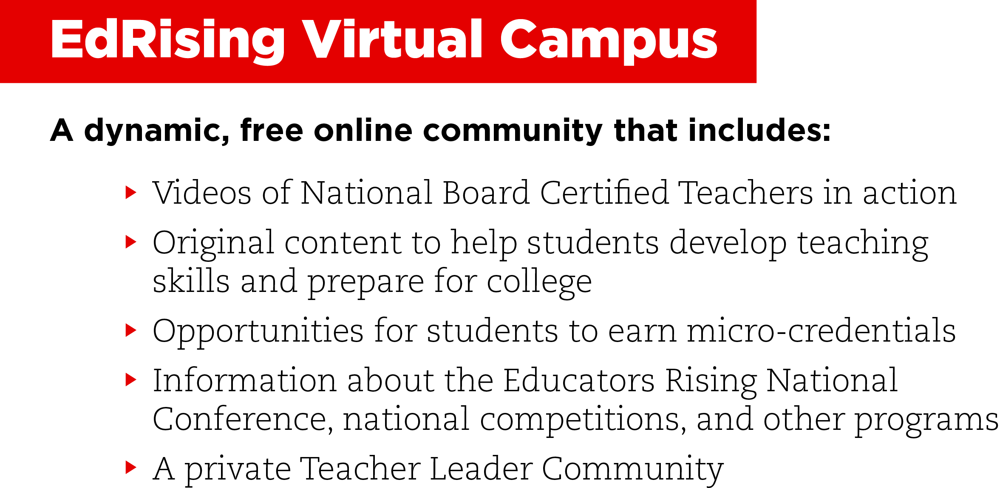 EdRising Virtual Campus
A dynamic, free online community that includes:
Videos of National Board Certified Teachers in action
Original content to help students develop teaching
skills and prepare for college
Opportunities for students to earn micro-credentials
Information about the Educators Rising National
Conference, national competitions, and other programs
A private Teacher Leader Community